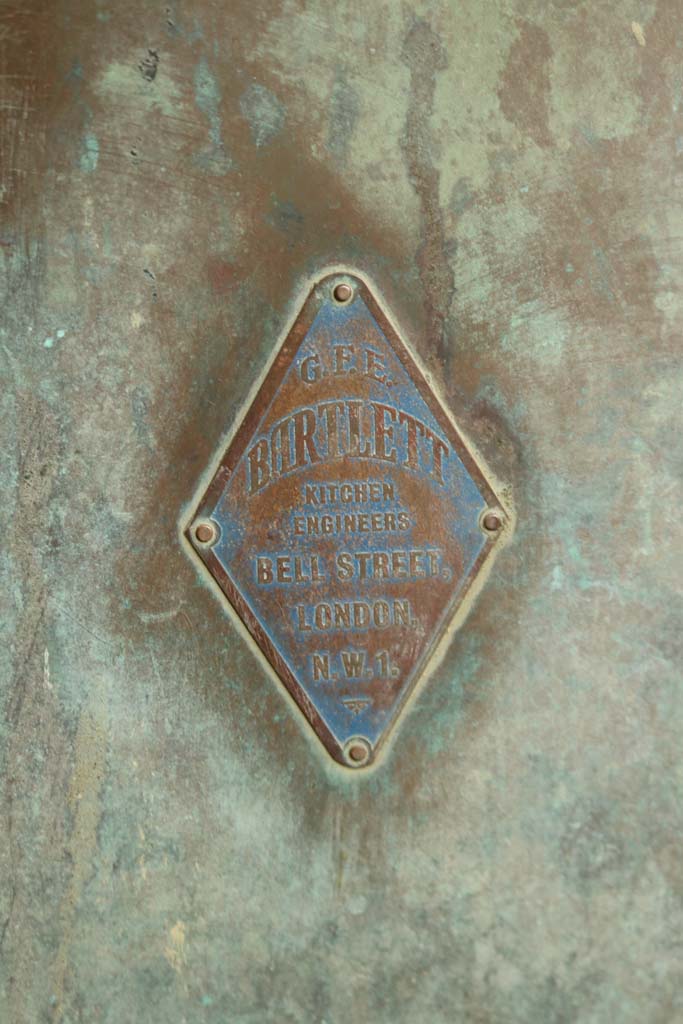 G.F.E.
BARTLETT
KITCHEN
ENGINEERS
BELL STREET,
LONDON,
N.W.1.